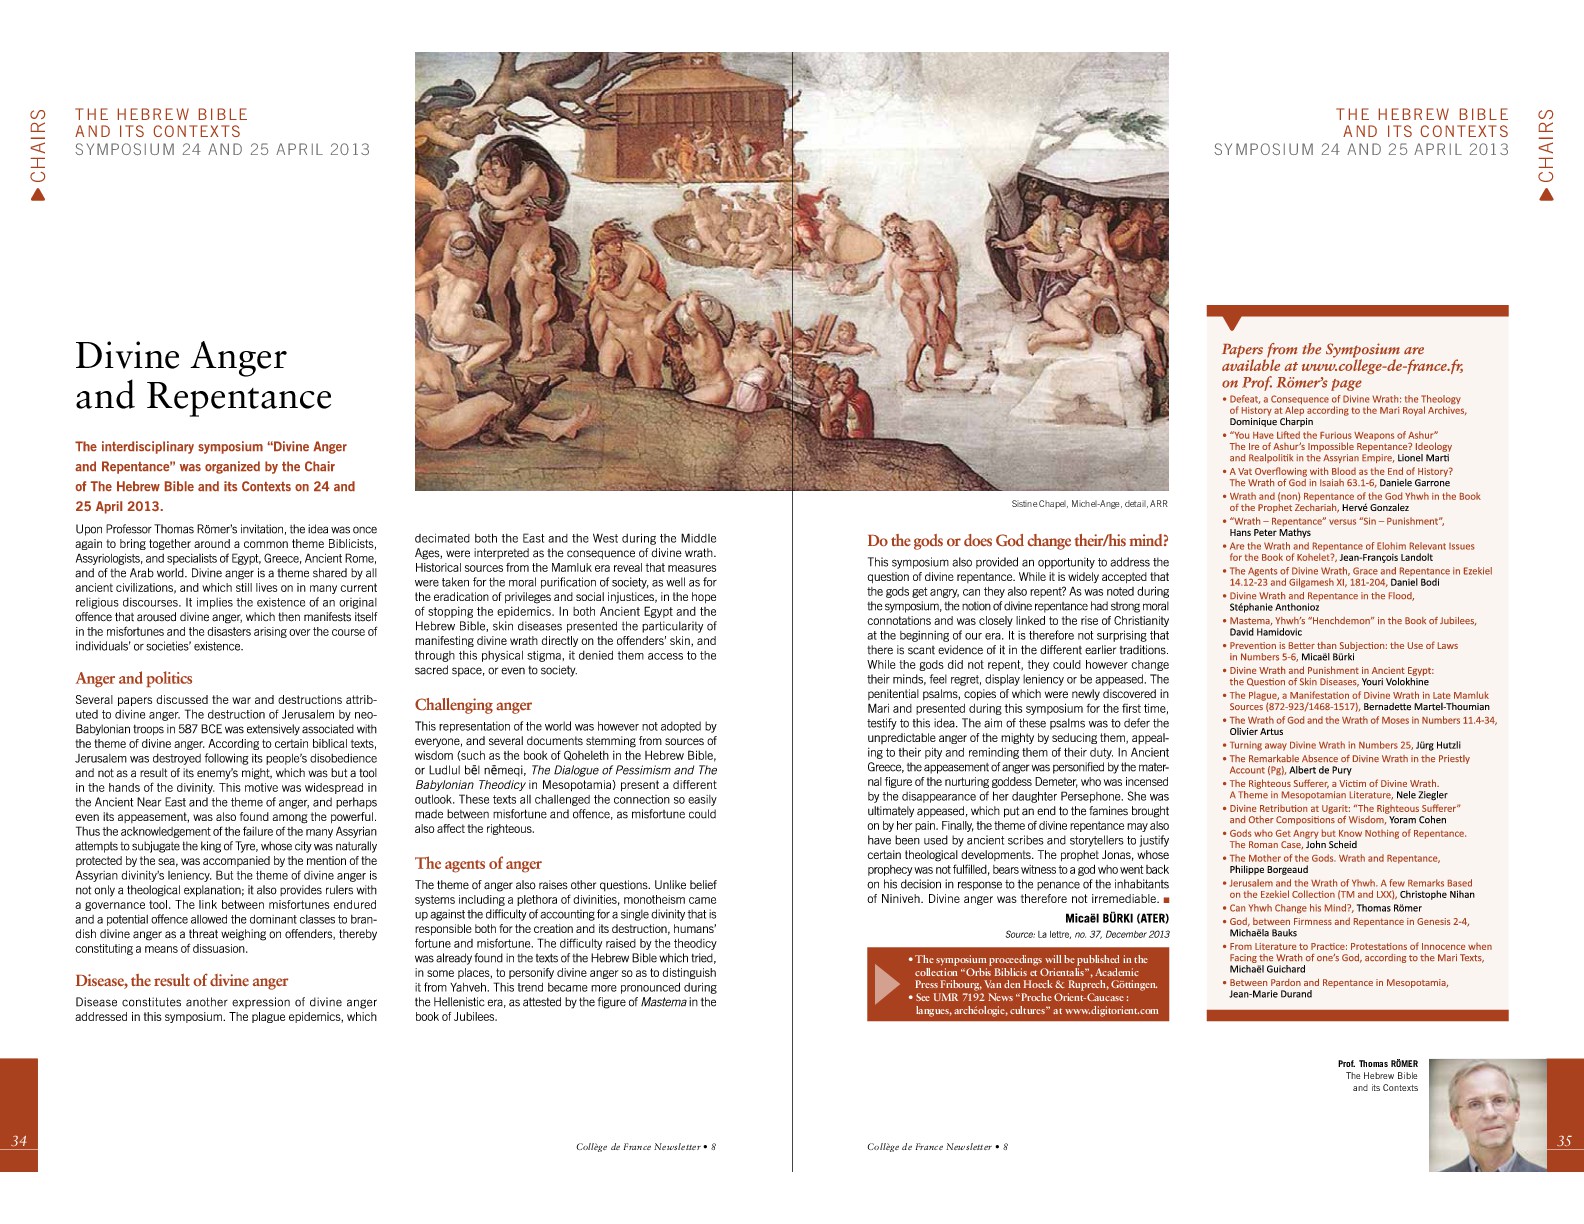 CHAIRS
THE HEBREW BIBLE
AND ITS CONTEXTS
SYMPOSIUM 24 AND 25 APRIL 2013
Divine Anger
and Repentance
The interdisciplinary symposium “Divine Anger
and Repentance” was organized by the Chair
of The Hebrew Bible and its Contexts on 24 and
25 April 2013.
Upon Professor Thomas Römer’s invitation, the idea was once
again to bring together around a common theme Biblicists,
Assyriologists, and specialists of Egypt, Greece, Ancient Rome,
and of the Arab world. Divine anger is a theme shared by all
ancient civilizations, and which still lives on in many current
religious discourses. It implies the existence of an original
offence that aroused divine anger, which then manifests itself
in the misfortunes and the disasters arising over the course of
individuals’ or societies’ existence.
Anger and politics
Several papers discussed the war and destructions attrib-
uted to divine anger. The destruction of Jerusalem by neo-
Babylonian troops in 587 BCE was extensively associated with
the theme of divine anger. According to certain biblical texts,
Jerusalem was destroyed following its people’s disobedience
and not as a result of its enemy’s might, which was but a tool
in the hands of the divinity. This motive was widespread in
the Ancient Near East and the theme of anger, and perhaps
even its appeasement, was also found among the powerful.
Thus the acknowledgement of the failure of the many Assyrian
attempts to subjugate the king of Tyre, whose city was naturally
protected by the sea, was accompanied by the mention of the
Assyrian divinity’s leniency. But the theme of divine anger is
not only a theological explanation; it also provides rulers with
a governance tool. The link between misfortunes endured
and a potential offence allowed the dominant classes to bran-
dish divine anger as a threat weighing on offenders, thereby
constituting a means of dissuasion.
Disease, the result of divine anger
Disease constitutes another expression of divine anger
addressed in this symposium. The plague epidemics, which
decimated both the East and the West during the Middle
Ages, were interpreted as the consequence of divine wrath.
Historical sources from the Mamluk era reveal that measures
were taken for the moral purification of society, as well as for
the eradication of privileges and social injustices, in the hope
of stopping the epidemics. In both Ancient Egypt and the
Hebrew Bible, skin diseases presented the particularity of
manifesting divine wrath directly on the offenders’ skin, and
through this physical stigma, it denied them access to the
sacred space, or even to society.
Challenging anger
This representation of the world was however not adopted by
everyone, and several documents stemming from sources of
wisdom (such as the book of Qoheleth in the Hebrew Bible,
or Ludlul bēl nēmeqi, The Dialogue of Pessimism and The
Babylonian Theodicy in Mesopotamia) present a different
outlook. These texts all challenged the connection so easily
made between misfortune and offence, as misfortune could
also affect the righteous.
The agents of anger
The theme of anger also raises other questions. Unlike belief
systems including a plethora of divinities, monotheism came
up against the difficulty of accounting for a single divinity that is
responsible both for the creation and its destruction, humans’
fortune and misfortune. The difficulty raised by the theodicy
was already found in the texts of the Hebrew Bible which tried,
in some places, to personify divine anger so as to distinguish
it from Yahveh. This trend became more pronounced during
the Hellenistic era, as attested by the figure of Mastema in the
book of Jubilees.
34
Collège de France Newsletter • 8
Sistine Chapel, Michel-Ange, detail, ARR
Do the gods or does God change their/his mind?
This symposium also provided an opportunity to address the
question of divine repentance. While it is widely accepted that
the gods get angry, can they also repent? As was noted during
the symposium, the notion of divine repentance had strong moral
connotations and was closely linked to the rise of Christianity
at the beginning of our era. It is therefore not surprising that
there is scant evidence of it in the different earlier traditions.
While the gods did not repent, they could however change
their minds, feel regret, display leniency or be appeased. The
penitential psalms, copies of which were newly discovered in
Mari and presented during this symposium for the first time,
testify to this idea. The aim of these psalms was to defer the
unpredictable anger of the mighty by seducing them, appeal-
ing to their pity and reminding them of their duty. In Ancient
Greece, the appeasement of anger was personified by the mater-
nal figure of the nurturing goddess Demeter, who was incensed
by the disappearance of her daughter Persephone. She was
ultimately appeased, which put an end to the famines brought
on by her pain. Finally, the theme of divine repentance may also
have been used by ancient scribes and storytellers to justify
certain theological developments. The prophet Jonas, whose
prophecy was not fulfilled, bears witness to a god who went back
on his decision in response to the penance of the inhabitants
of Niniveh. Divine anger was therefore not irremediable.
Micaël BÜRKI (ATER)
Source: La lettre, no. 37, December 2013
• The symposium proceedings will be published in the
collection “Orbis Biblicis et Orientalis”, Academic
Press Fribourg, Van den Hoeck & Ruprech, Göttingen.
• See UMR 7192 News “Proche Orient-Caucase :
langues, archéologie, cultures” at www.digitorient.com
THE HEBREW BIBLE
AND ITS CONTEXTS
SYMPOSIUM 24 AND 25 APRIL 2013
CHAIRS
Papers from the Symposium are
available at www.college-de-france.fr,
on Prof. Römer’s page
• Defeat, a Consequence of Divine Wrath: the Theology
of History at Alep according to the Mari Royal Archives,
Dominique Charpin
• “You Have Lifted the Furious Weapons of Ashur”
The Ire of Ashur’s Impossible Repentance? Ideology
and Realpolitik in the Assyrian Empire, Lionel Marti
• A Vat Overflowing with Blood as the End of History?
The Wrath of God in Isaiah 63.1-6, Daniele Garrone
• Wrath and (non) Repentance of the God Yhwh in the Book
of the Prophet Zechariah, Hervé Gonzalez
• “Wrath – Repentance” versus “Sin – Punishment”,
Hans Peter Mathys
• Are the Wrath and Repentance of Elohim Relevant Issues
for the Book of Kohelet?, Jean-François Landolt
• The Agents of Divine Wrath, Grace and Repentance in Ezekiel
14.12-23 and Gilgamesh XI, 181-204, Daniel Bodi
• Divine Wrath and Repentance in the Flood,
Stéphanie Anthonioz
• Mastema, Yhwh’s “Henchdemon” in the Book of Jubilees,
David Hamidovic
• Prevention is Better than Subjection: the Use of Laws
in Numbers 5-6, Micaël Bürki
• Divine Wrath and Punishment in Ancient Egypt:
the Question of Skin Diseases, Youri Volokhine
• The Plague, a Manifestation of Divine Wrath in Late Mamluk
Sources (872-923/1468-1517), Bernadette Martel-Thoumian
• The Wrath of God and the Wrath of Moses in Numbers 11.4-34,
Olivier Artus
• Turning away Divine Wrath in Numbers 25, Jürg Hutzli
• The Remarkable Absence of Divine Wrath in the Priestly
Account (Pg), Albert de Pury
• The Righteous Sufferer, a Victim of Divine Wrath.
A Theme in Mesopotamian Literature, Nele Ziegler
• Divine Retribution at Ugarit: “The Righteous Sufferer”
and Other Compositions of Wisdom, Yoram Cohen
• Gods who Get Angry but Know Nothing of Repentance.
The Roman Case, John Scheid
• The Mother of the Gods. Wrath and Repentance,
Philippe Borgeaud
• Jerusalem and the Wrath of Yhwh. A few Remarks Based
on the Ezekiel Collection (TM and LXX), Christophe Nihan
• Can Yhwh Change his Mind?, Thomas Römer
• God, between Firmness and Repentance in Genesis 2-4,
Michaëla Bauks
• From Literature to Practice: Protestations of Innocence when
Facing the Wrath of one’s God, according to the Mari Texts,
Michaël Guichard
• Between Pardon and Repentance in Mesopotamia,
Jean-Marie Durand
Prof. Thomas RÖMER
The Hebrew Bible
and its Contexts
Collège de France Newsletter • 8
35